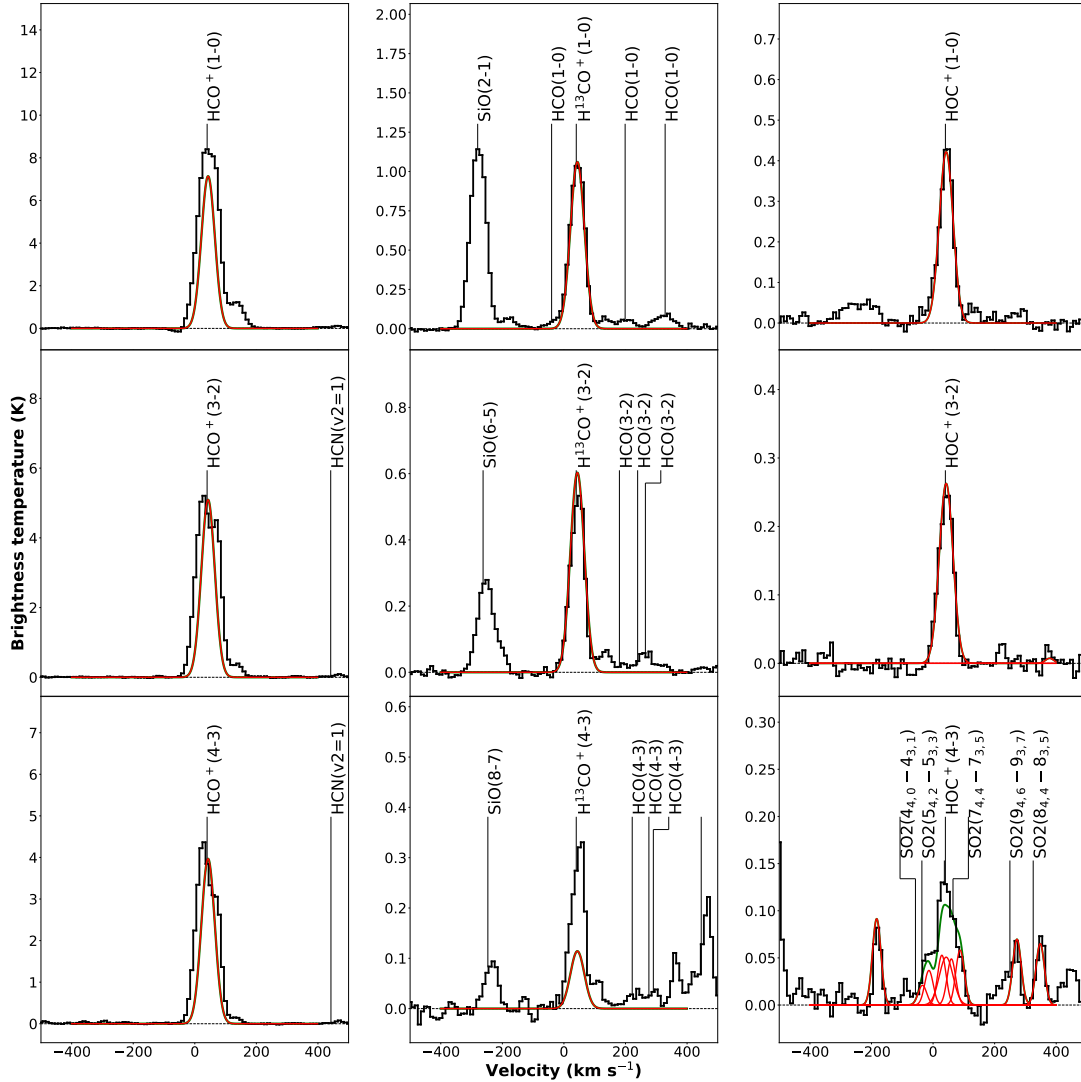 14
12
10
8
6
4
2
0
HCO⁺(1-0)
2.00
1.75
1.50
1.25
1.00
0.75
0.50
0.25
0.00
SiO(2-1)
HCO(1-0)
H¹³CO⁺(1-0)
HCO(1-0)
HCO(1-0)
0.7
0.6
0.5
0.4
0.3
0.2
0.1
0.0
HOC⁺(1-0)
Brightness temperature (K)
8
6
4
2
0
HCO⁺(3-2)
HCN(v2=1)
0.8
0.6
0.4
0.2
0.0
SiO(6-5)
H¹³CO⁺(3-2)
HCO(3-2)
HCO(3-2)
HCO(3-2)
0.4
0.3
0.2
0.1
0.0
HOC⁺(3-2)
7
6
5
4
3
2
1
0
HCO⁺(4-3)
HCN(v2=1)
−400
−200
0
200
400
0.6
0.5
0.4
0.3
0.2
0.1
0.0
SiO(8-7)
H¹³CO⁺(4-3)
HCO(4-3)
HCO(4-3)
HCO(4-3)
−400
−200
0
200
400
0.30
0.25
0.20
0.15
0.10
0.05
0.00
SO2(4₄,₀ − 4₃,₁)
SO2(5₄,₂ − 5₃,₃)
HOC⁺(4-3)
SO2(7₄,₄ − 7₃,₅)
SO2(9₄,₆ − 9₃,₇)
SO2(8₄,₄ − 8₃,₅)
−400
−200
0
200
400
Velocity (km s⁻¹)